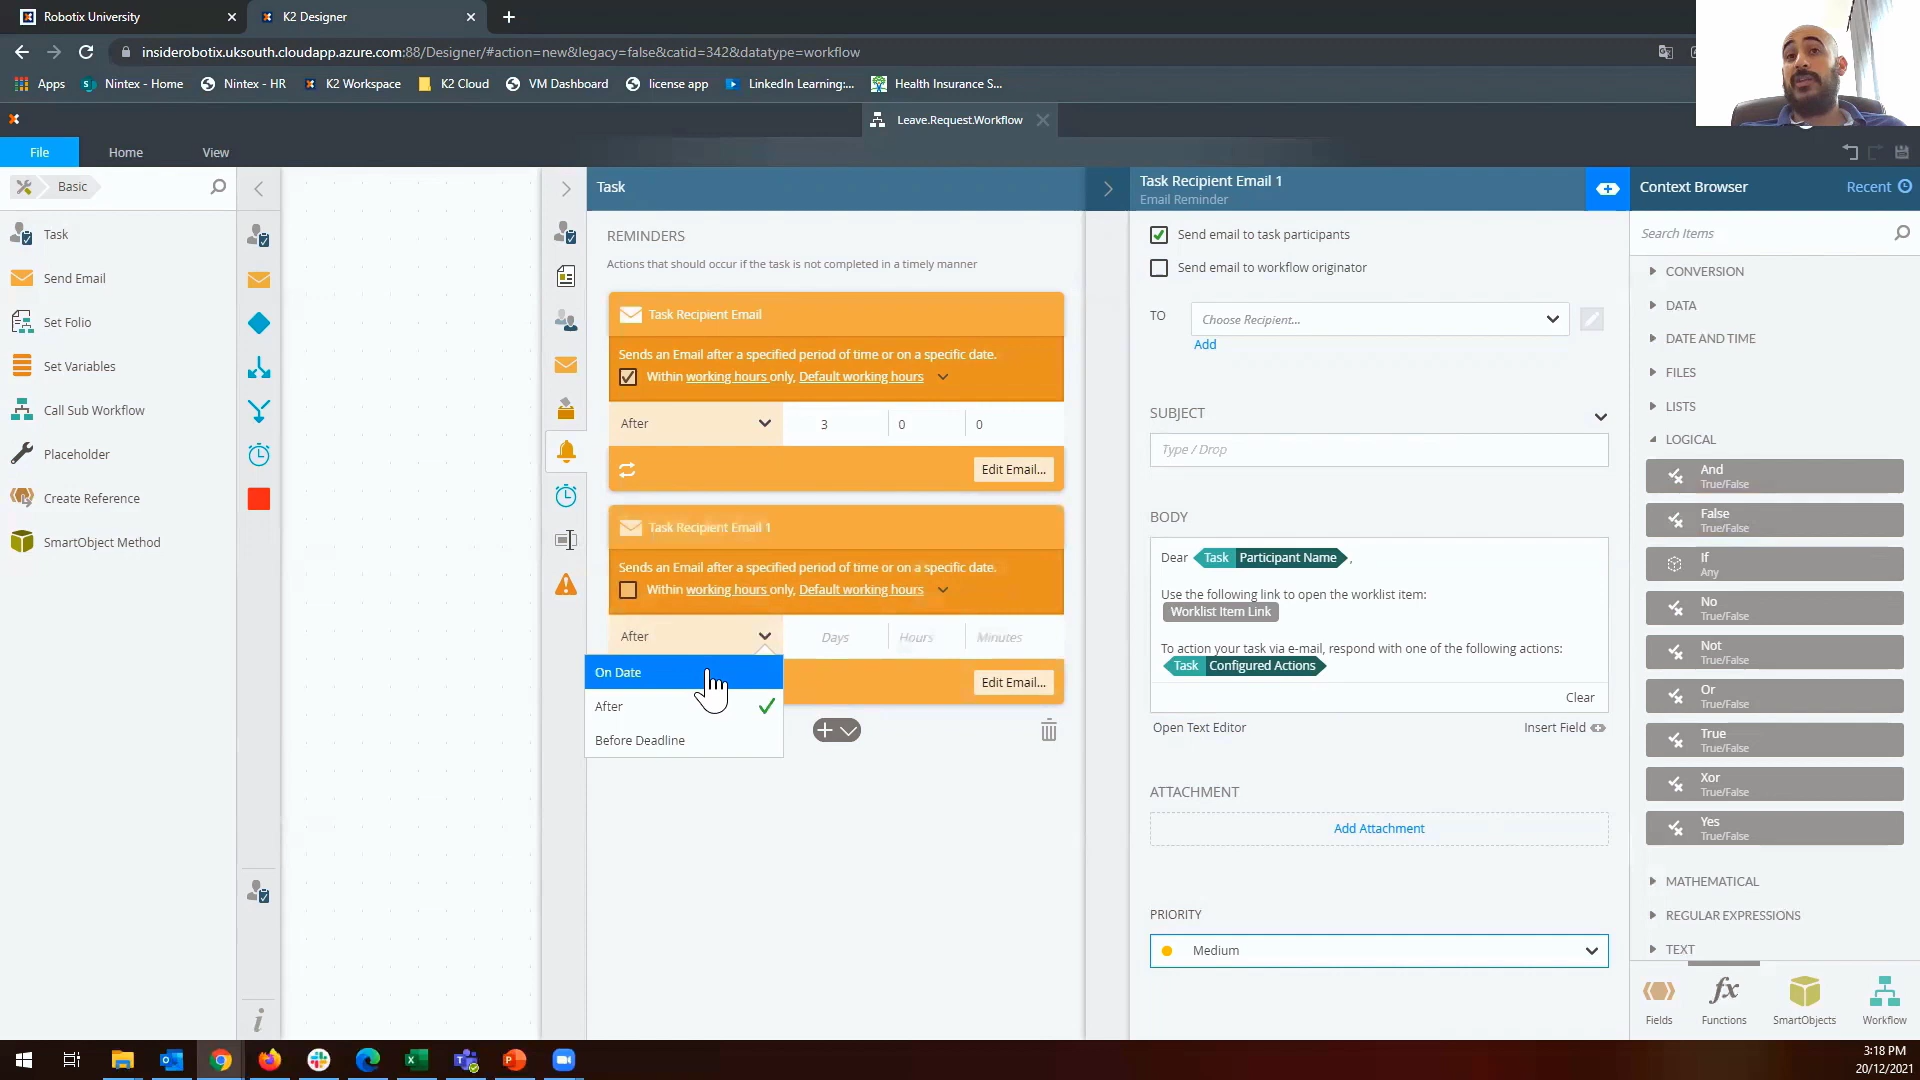 Robotix University
K2 Designer
insiderobotix.uksouth.cloudapp.azure.com:88/Designer/#action=new&legacy=false&catid=342&datatype=workflow
Apps
Nintex - Home
Nintex - HR
K2 Workspace
K2 Cloud
VM Dashboard
license app
LinkedIn Learning:...
Health Insurance S...
Leave.Request.Workflow
File
Home
View
Basic
Task
Send Email
Set Folio
Set Variables
Call Sub Workflow
Placeholder
Create Reference
SmartObject Method
Task
REMINDERS
Actions that should occur if the task is not completed in a timely manner
Task Recipient Email
Sends an Email after a specified period of time or on a specific date.
Within working hours only, Default working hours
After
3
0
0
Edit Email...
Task Recipient Email 1
Sends an Email after a specified period of time or on a specific date.
Within working hours only, Default working hours
After
Days
Hours
Minutes
On Date
After
Before Deadline
Edit Email...
Task Recipient Email 1
Email Reminder
Send email to task participants
Send email to workflow originator
TO
Choose Recipient...
Add
SUBJECT
Type / Drop
BODY
Dear Task Participant Name ,
Use the following link to open the worklist item:
Worklist Item Link
To action your task via e-mail, respond with one of the following actions:
Task Configured Actions
Clear
Open Text Editor
Insert Field
ATTACHMENT
Add Attachment
PRIORITY
Medium
Context Browser
Recent
Search Items
CONVERSION
DATA
DATE AND TIME
FILES
LISTS
LOGICAL
And
True/False
False
True/False
If
Any
No
True/False
Not
True/False
Or
True/False
True
True/False
Xor
True/False
Yes
True/False
MATHEMATICAL
REGULAR EXPRESSIONS
TEXT
Fields
Functions
SmartObjects
Workflow
3:18 PM
20/12/2021